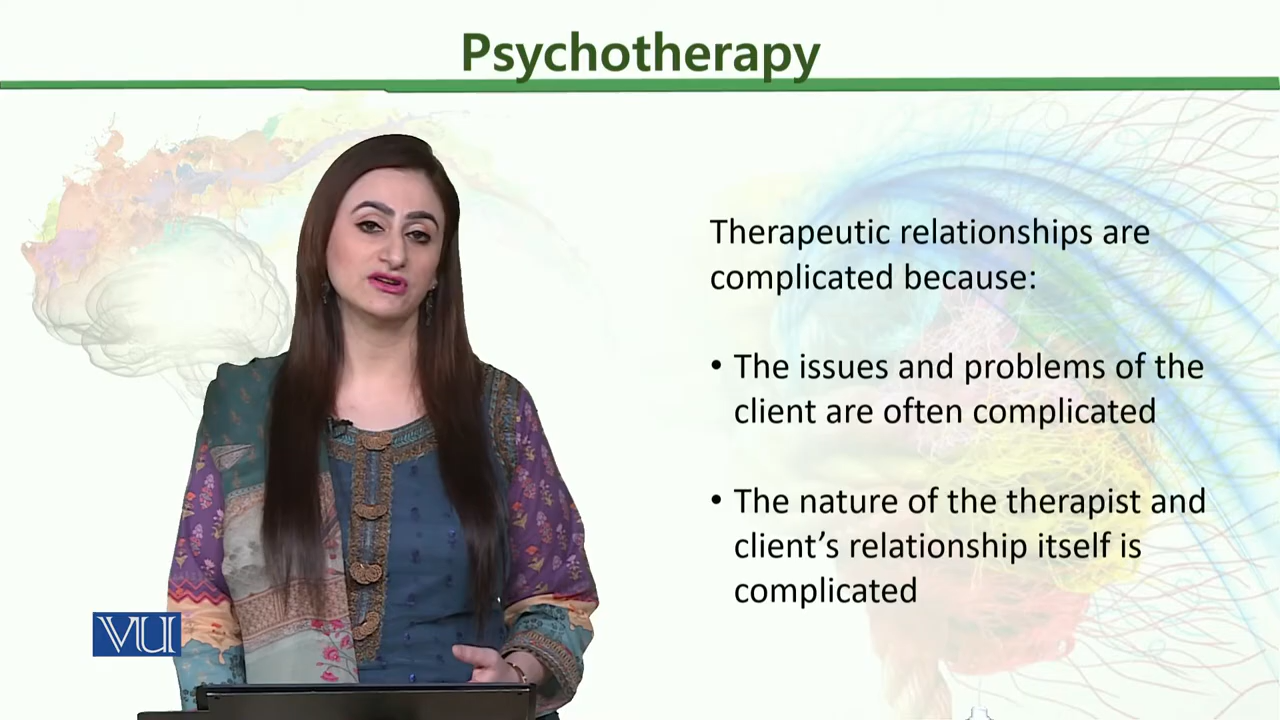 Psychotherapy
Therapeutic relationships are
complicated because:
• The issues and problems of the
client are often complicated
• The nature of the therapist and
client’s relationship itself is
complicated
VU